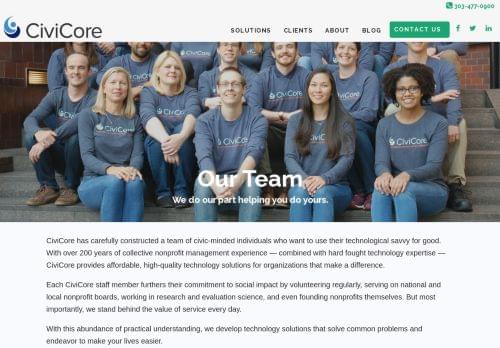 303-477-0900
CiviCore
SOLUTIONS CLIENTS ABOUT BLOG CONTACT US
CiviCore CiviCore CiviCore CiviCore CiviCore
Our Team
We do our part helping you do yours.
CiviCore has carefully constructed a team of civic-minded individuals who want to use their technological savvy for good.
With over 200 years of collective nonprofit management experience — combined with hard fought technology expertise —
CiviCore provides affordable, high-quality technology solutions for organizations that make a difference.
Each CiviCore staff member furthers their commitment to social impact by volunteering regularly, serving on national and
local nonprofit boards, working in research and evaluation science, and even founding nonprofits themselves. But most
importantly, we stand behind the value of service every day.
With this abundance of practical understanding, we develop technology solutions that solve common problems and
endeavor to make your lives easier.